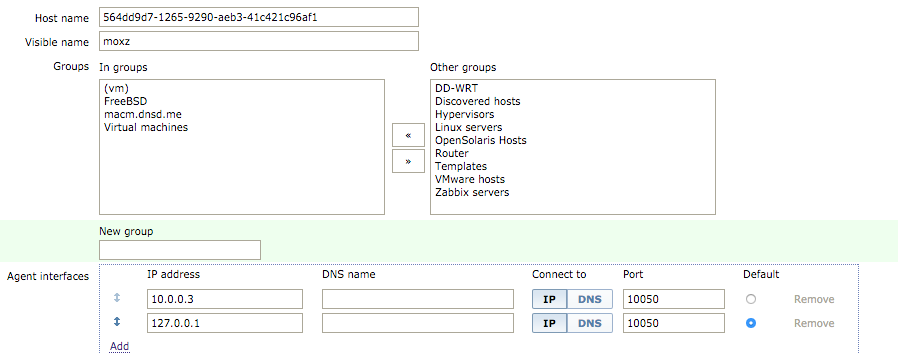 Host name 564dd9d7-1265-9290-aeb3-41c421c96af1
Visible name moxz
Groups In groups Other groups
(vm) DD-WRT
FreeBSD Discovered hosts
macm.dnsd.me Hypervisors
Virtual machines Linux servers
« OpenSolaris Hosts
» Router
Templates
VMware hosts
Zabbix servers
New group
Agent interfaces IP address DNS name Connect to Port Default
10.0.0.3 IP DNS 10050 Remove
127.0.0.1 IP DNS 10050 Remove
Add